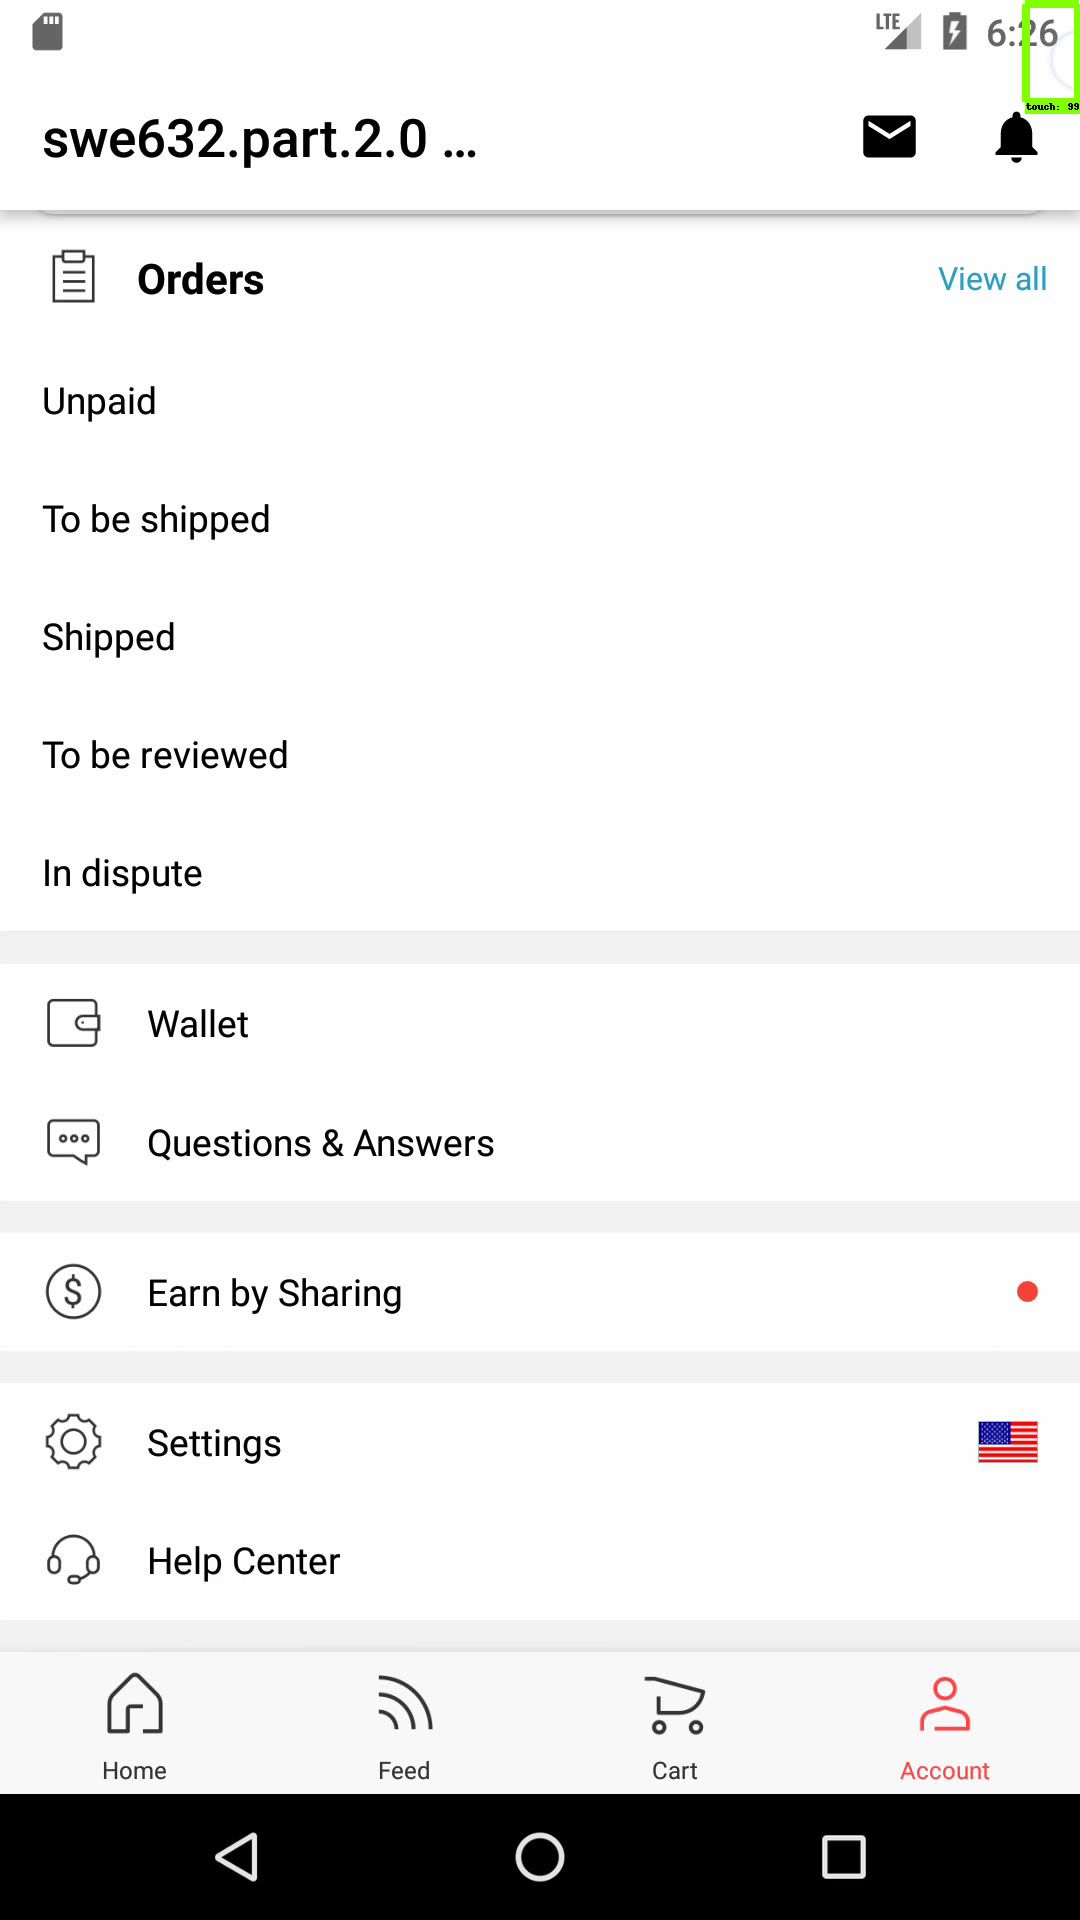 LTE 6:26
touch: 99
swe632.part.2.0 ...
Orders
View all
Unpaid
To be shipped
Shipped
To be reviewed
In dispute
Wallet
Questions & Answers
Earn by Sharing
Settings
Help Center
Home
Feed
Cart
Account